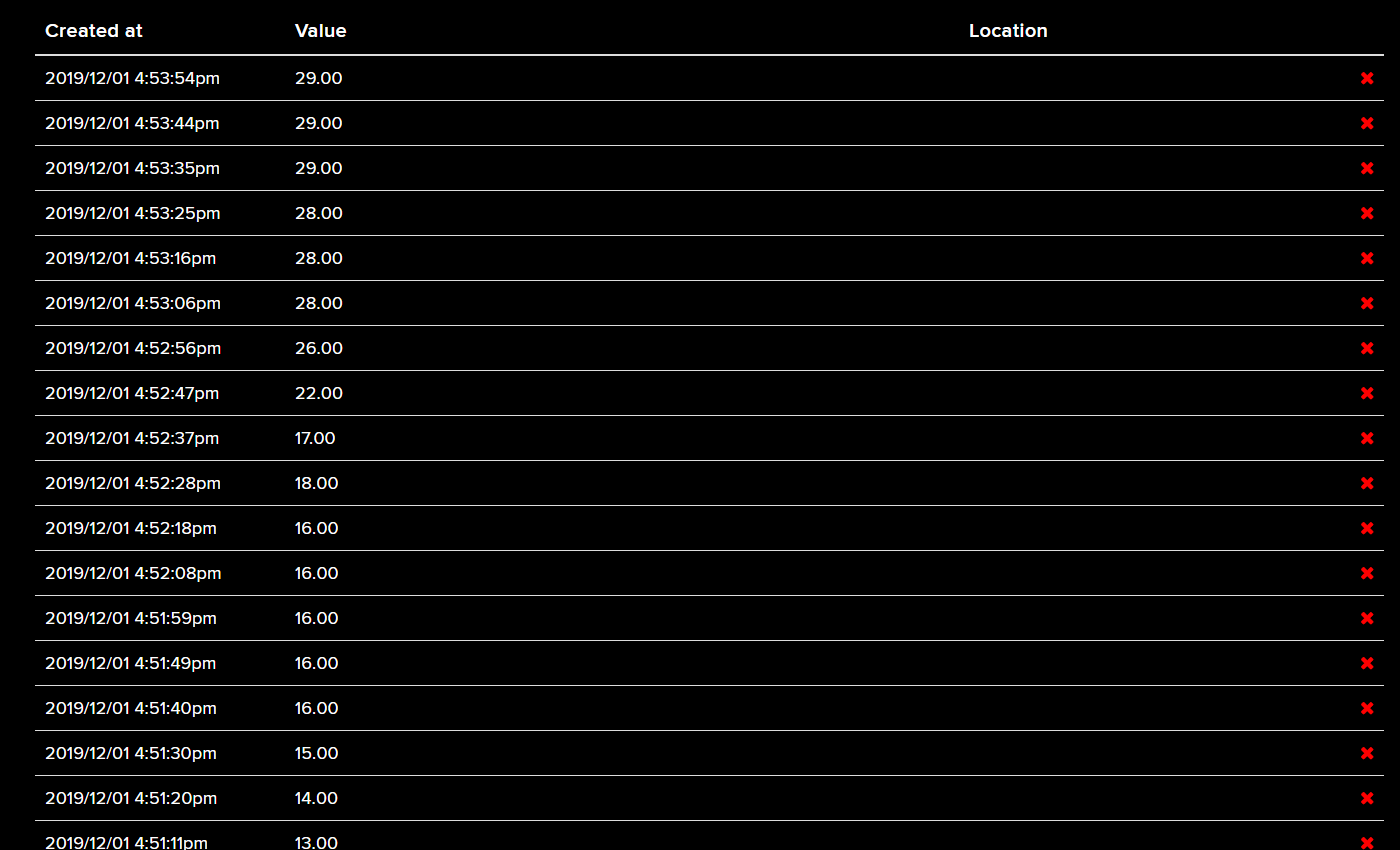 Created at Value Location
2019/12/01 4:53:54pm 29.00
2019/12/01 4:53:44pm 29.00
2019/12/01 4:53:35pm 29.00
2019/12/01 4:53:25pm 28.00
2019/12/01 4:53:16pm 28.00
2019/12/01 4:53:06pm 28.00
2019/12/01 4:52:56pm 26.00
2019/12/01 4:52:47pm 22.00
2019/12/01 4:52:37pm 17.00
2019/12/01 4:52:28pm 18.00
2019/12/01 4:52:18pm 16.00
2019/12/01 4:52:08pm 16.00
2019/12/01 4:51:59pm 16.00
2019/12/01 4:51:49pm 16.00
2019/12/01 4:51:40pm 16.00
2019/12/01 4:51:30pm 15.00
2019/12/01 4:51:20pm 14.00
2019/12/01 4:51:11pm 13.00